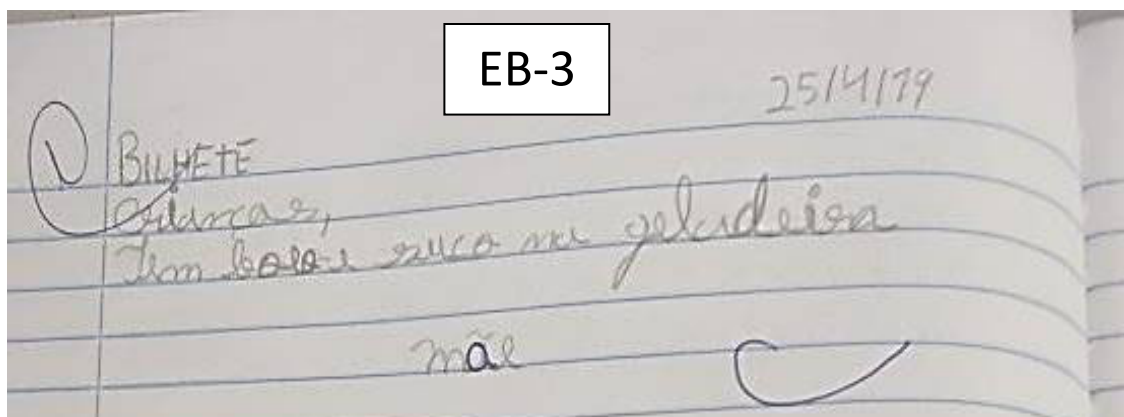 EB-3
25/4/19
BILHETE
Crianças,
Tem bolo e suco na geladeira
mãe